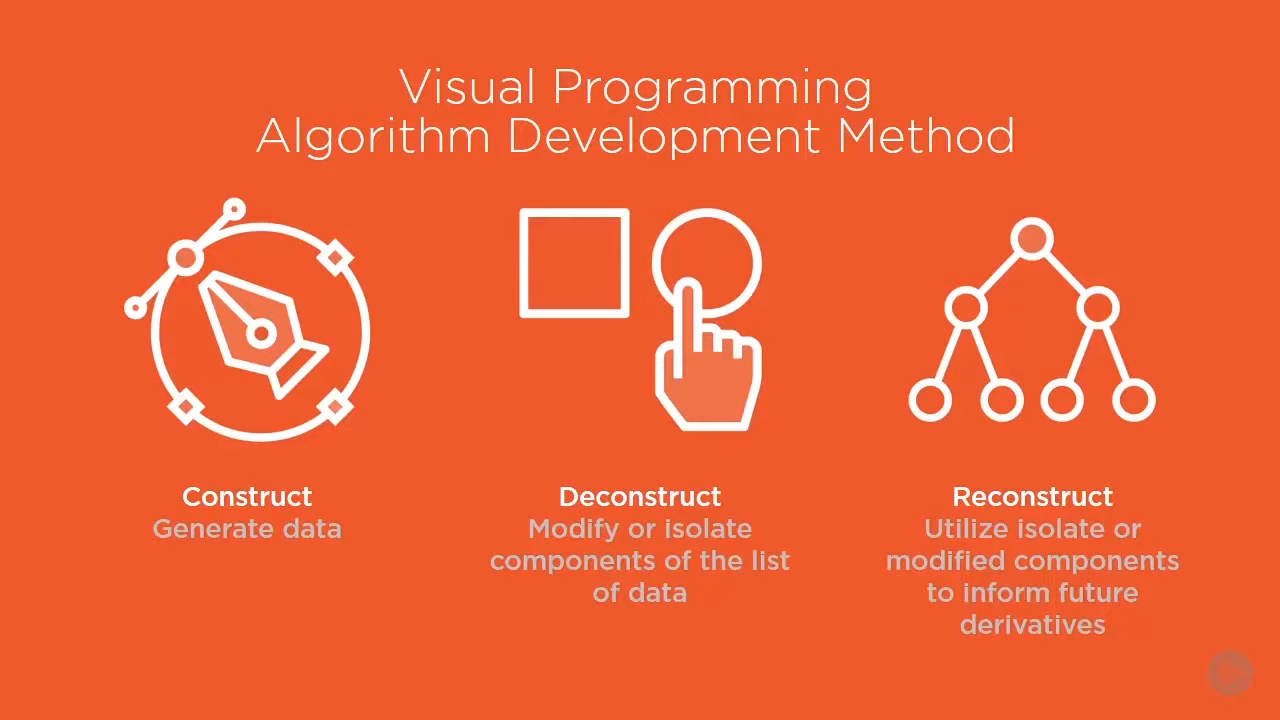 Visual Programming
Algorithm Development Method
Construct
Generate data
Deconstruct
Modify or isolate
components of the list
of data
Reconstruct
Utilize isolate or
modified components
to inform future
derivatives